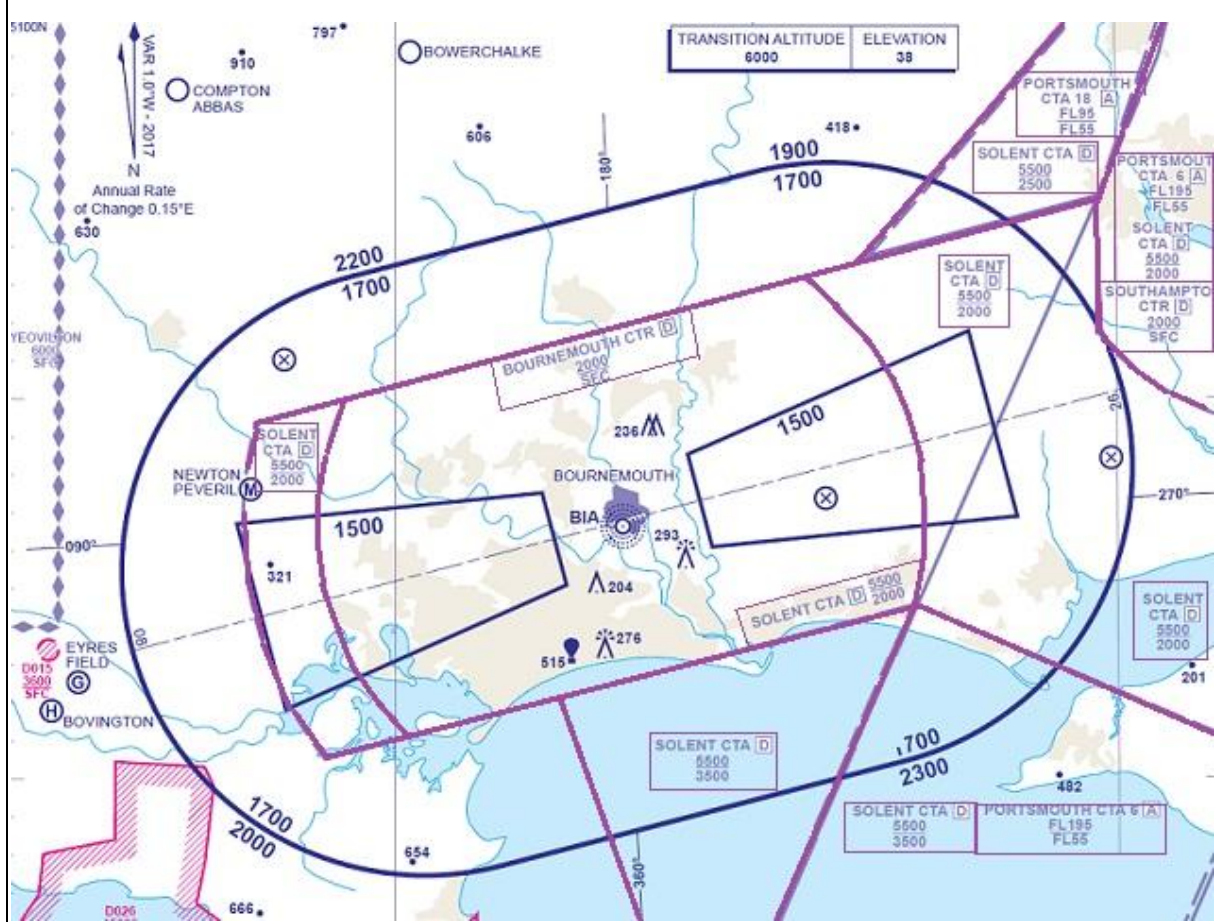 5100N
VAR 1.0°W - 2017
N
Annual Rate
of Change 0.15°E
797
910
BOWERCHALKE
COMPTON
ABBAS
606
TRANSITION ALTITUDE
6000
ELEVATION
38
PORTSMOUTH
CTA 18 A
FL95
FL55
418
SOLENT CTA D
5500
2500
PORTSMOUT
CTA 6 A
FL195
FL55
SOLENT
CTA D
5500
2000
SOUTHAMPTO
CTR D
2000
SFC
180°
1900
1700
630
2200
1700
SOLENT
CTA D
5500
2000
YEOVILTON
6000
SFC
BOURNEMOUTH CTR D
2000
SFC
SOLENT
CTA D
5500
2000
236
1500
26
NEWTON
PEVERIL
M
BOURNEMOUTH
270°
1500
BIA
293
090°
321
204
SOLENT CTA D 5500
2000
SOLENT
CTA D
5500
2000
08
276
515
EYRES
FIELD
D015
3600
SFC
G
H
BOVINGTON
201
SOLENT CTA D
5500
3500
700
2300
482
1700
2000
SOLENT CTA D
5500
3500
PORTSMOUTH CTA 6 A
FL195
FL55
654
360°
666
D026